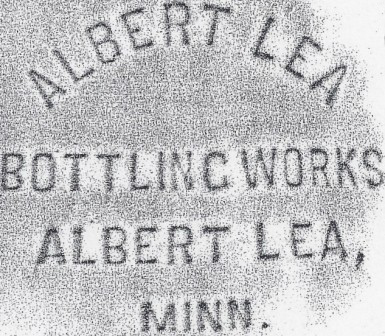 ALBERT LEA
BOTTLING WORKS
ALBERT LEA,
MINN.